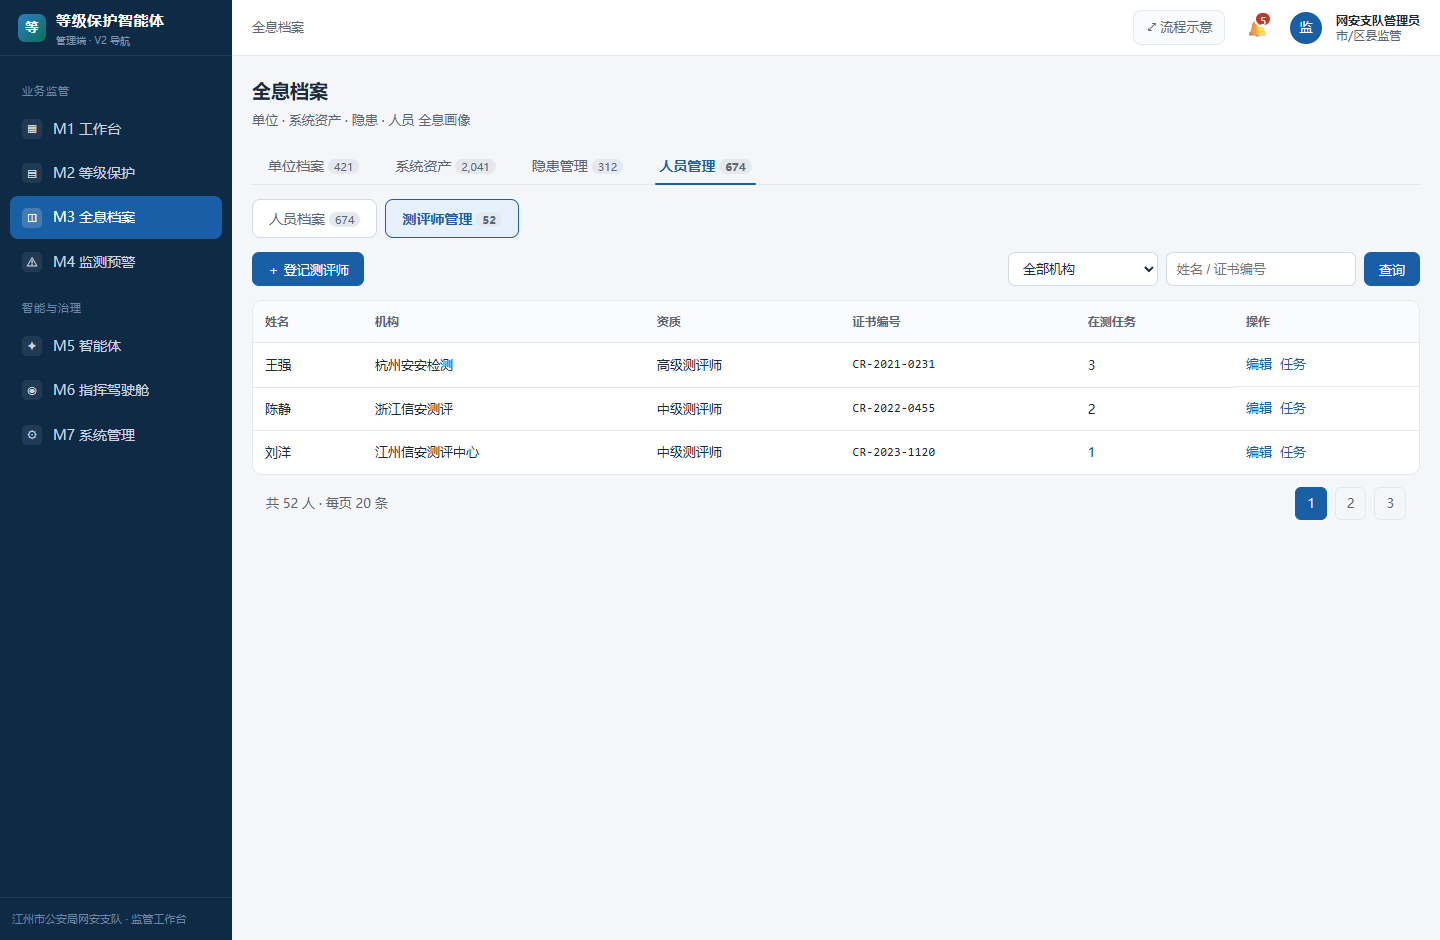 等
等级保护智能体
管理端 · V2 导航
业务监管
M1 工作台
M2 等级保护
M3 全息档案
M4 监测预警
智能与治理
M5 智能体
M6 指挥驾驶舱
M7 系统管理
江州市公安局网安支队 · 监管工作台
全息档案
流程示意
5
监
网安支队管理员
市/区县监管
全息档案
单位 · 系统资产 · 隐患 · 人员 全息画像
单位档案 421 系统资产 2,041 隐患管理 312 人员管理 674
人员档案 674 测评师管理 52
+ 登记测评师 全部机构 姓名 / 证书编号 查询
姓名 机构 资质 证书编号 在测任务 操作
王强 杭州安安检测 高级测评师 CR-2021-0231 3 编辑 任务
陈静 浙江信安测评 中级测评师 CR-2022-0455 2 编辑 任务
刘洋 江州信安测评中心 中级测评师 CR-2023-1120 1 编辑 任务
共 52 人 · 每页 20 条 1 2 3